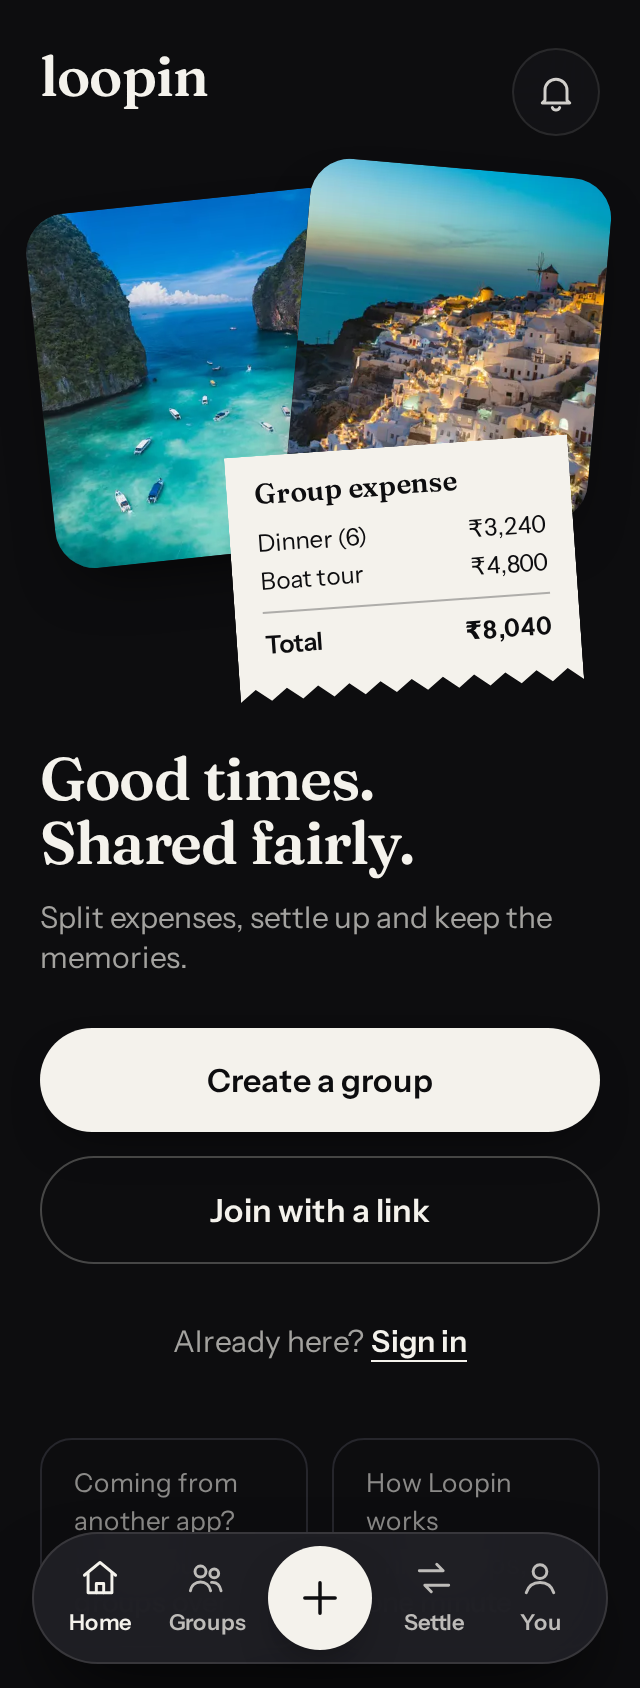 loopin
Group expense
Dinner (6) ₹3,240
Boat tour ₹4,800
Total ₹8,040
Good times.
Shared fairly.
Split expenses, settle up and keep the
memories.
Create a group
Join with a link
Already here? Sign in
Coming from
another app?
How Loopin
works
Home
Groups
Settle
You